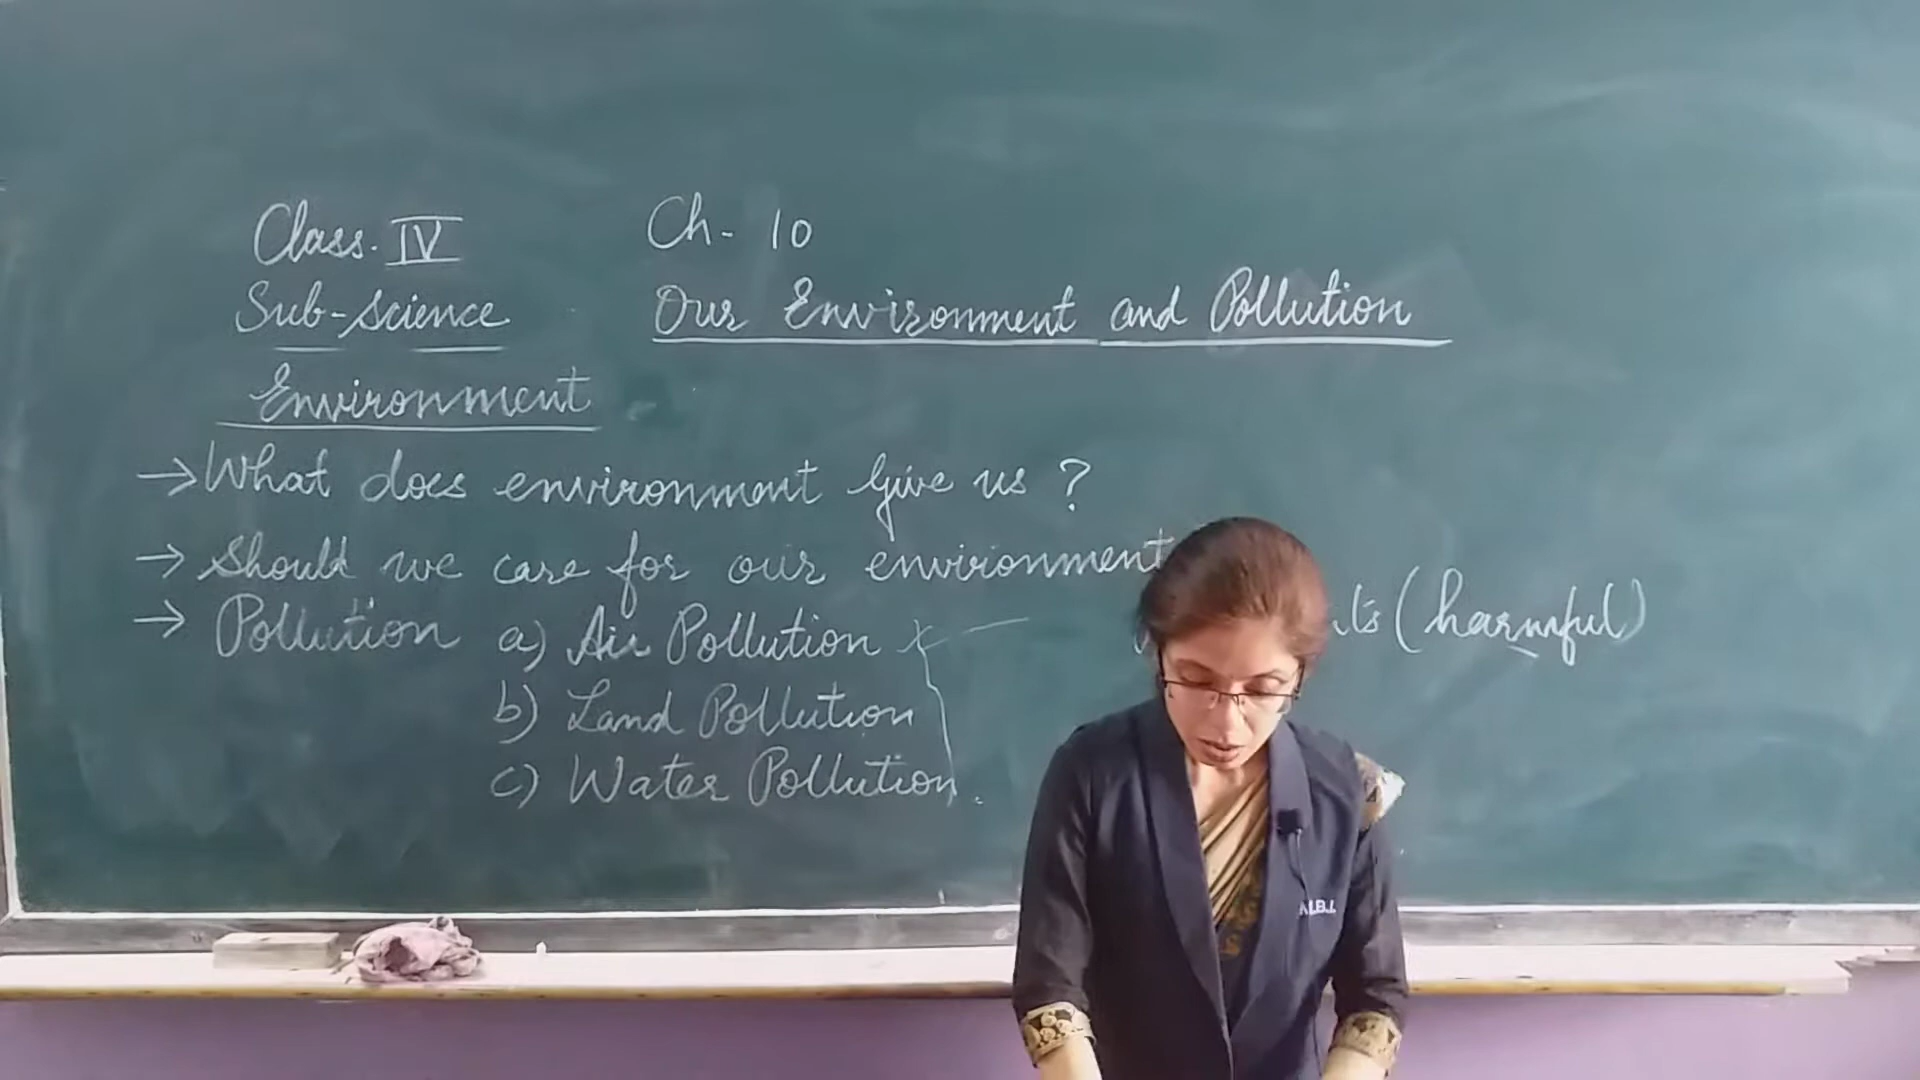 Class. IV
Ch- 10
Sub-science
Our Environment and Pollution
Environment
→ What does environment give us ?
→ Should we care for our environment
→ Pollution a) Air Pollution
(harmful)
b) Land Pollution
c) Water Pollution.